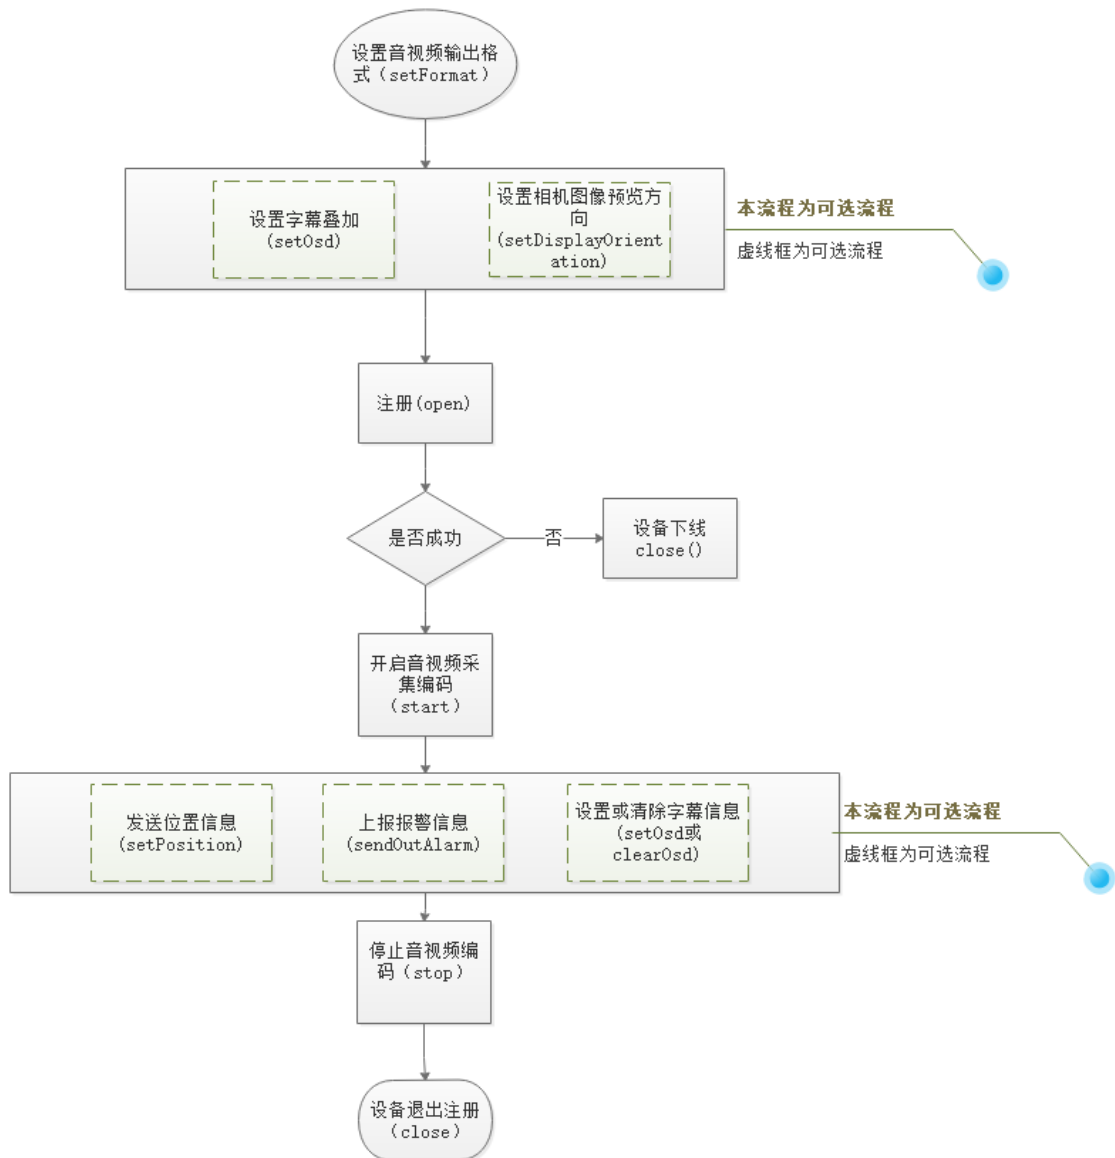 设置音视频输出格
式（setFormat）
设置字幕叠加
(setOsd)
设置相机图像预览方
向
(setDisplayOrient
ation)
本流程为可选流程
虚线框为可选流程
注册(open)
是否成功
否
设备下线
close()
开启音视频采
集编码
（start）
发送位置信息
(setPosition)
上报报警信息
(sendOutAlarm)
设置或清除字幕信息
(setOsd或
clearOsd)
本流程为可选流程
虚线框为可选流程
停止音视频编
码（stop）
设备退出注册
（close）